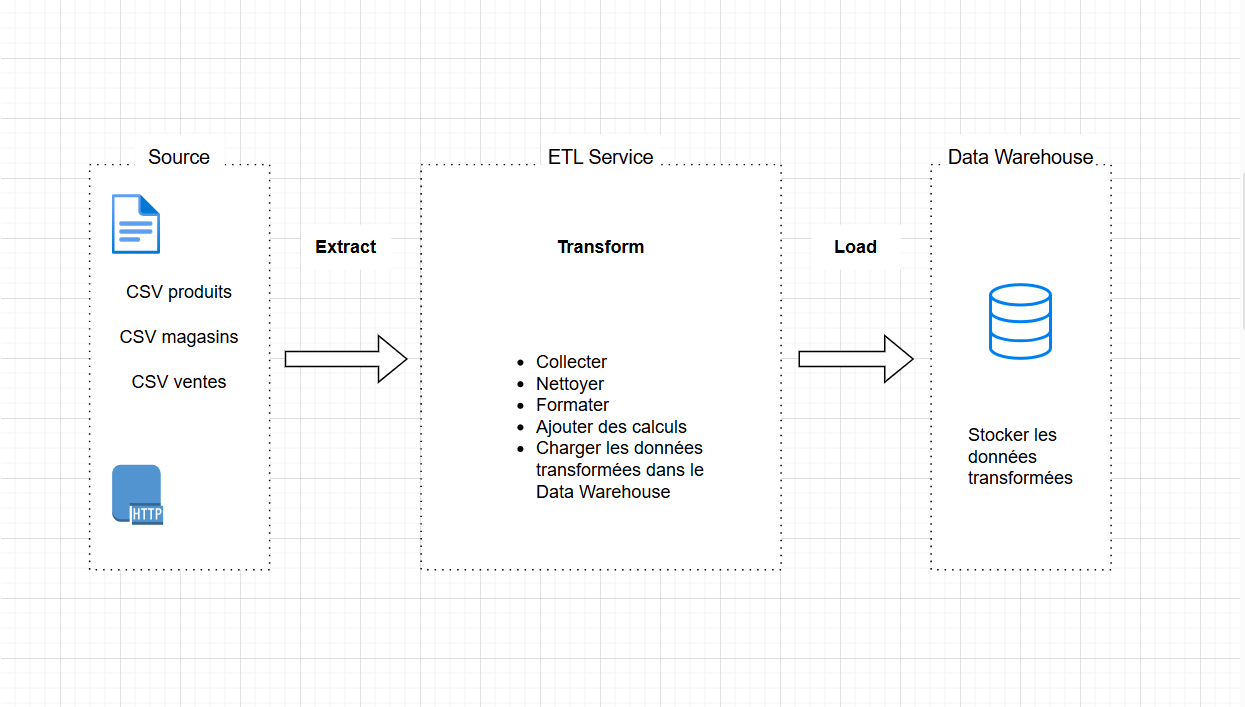 Source
ETL Service
Data Warehouse
Extract
Transform
Load
CSV produits
CSV magasins
CSV ventes
HTTP
• Collecter
• Nettoyer
• Formater
• Ajouter des calculs
• Charger les données
transformées dans le
Data Warehouse
Stocker les
données
transformées